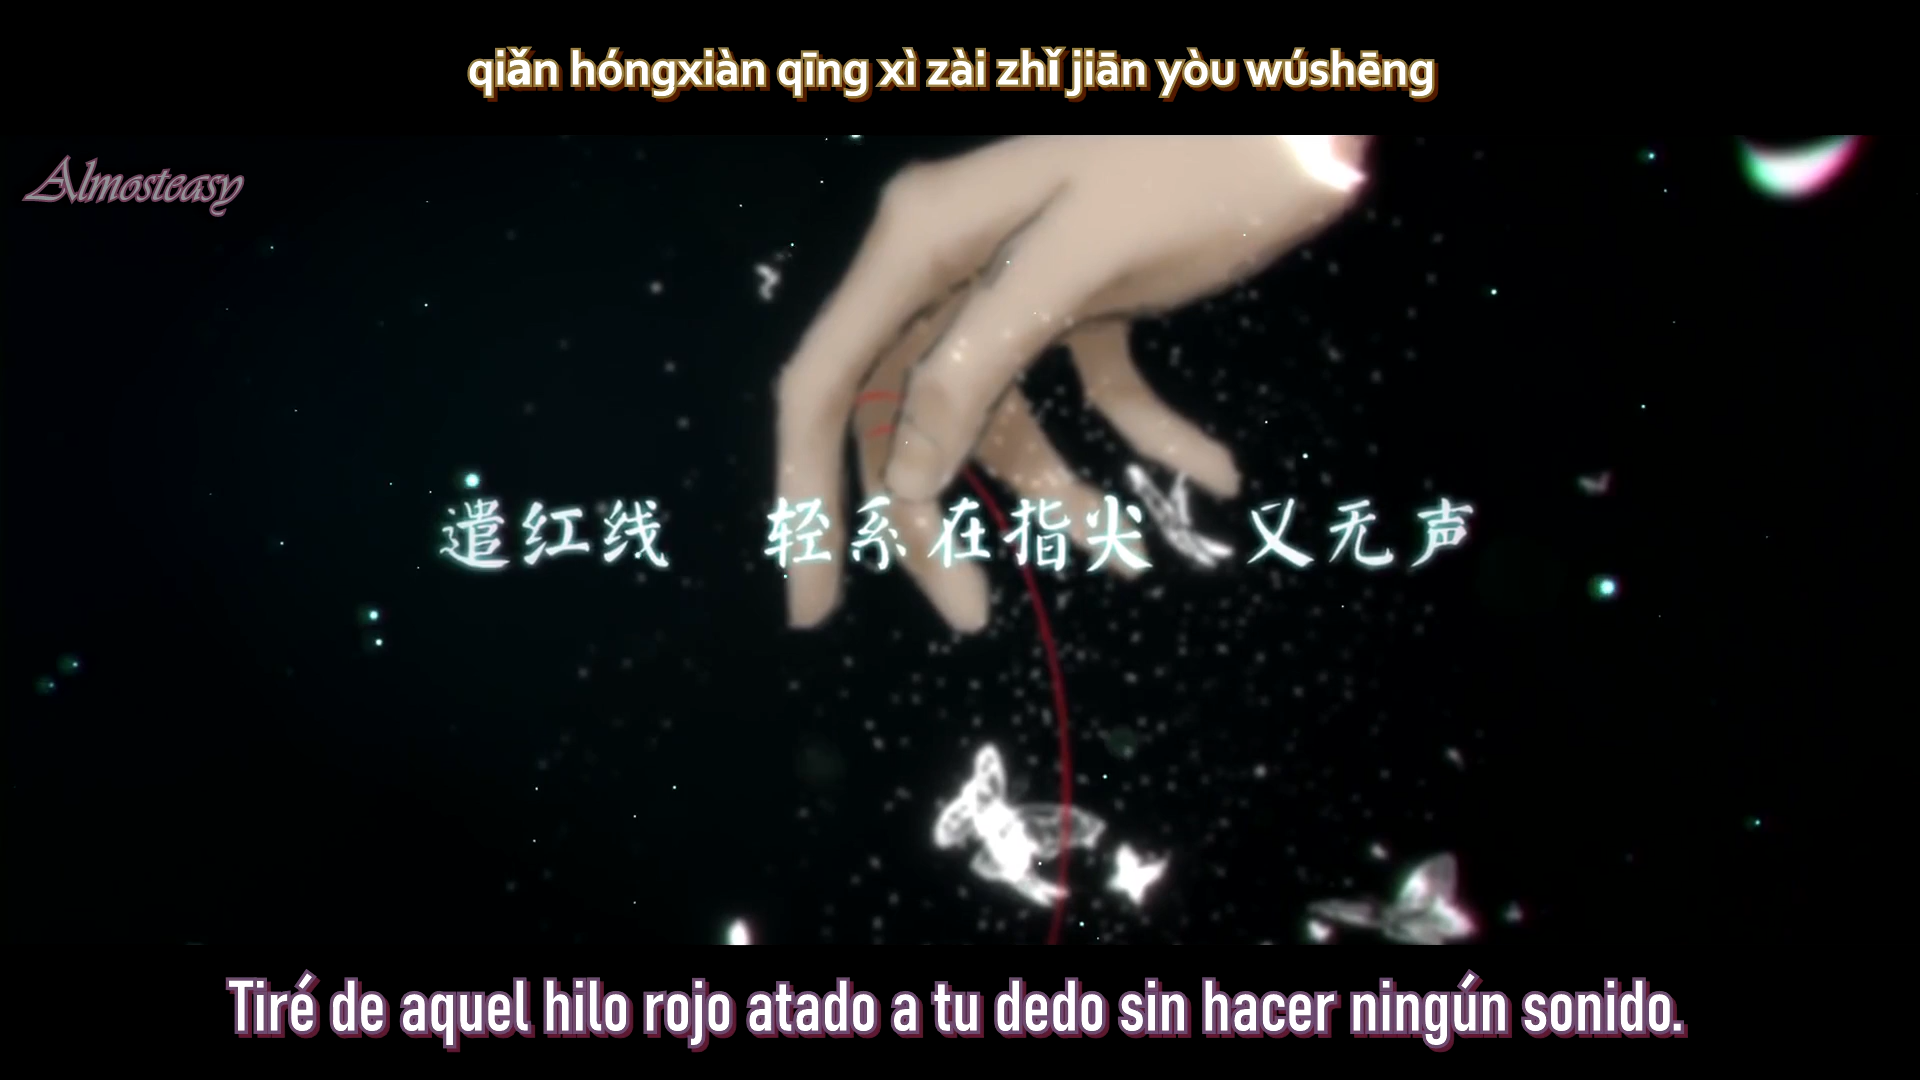 qiǎn hóngxiàn qīng xì zài zhǐ jiān yòu wúshēng
Almosteasy
遣红线 轻系在指尖 又无声
Tiré de aquel hilo rojo atado a tu dedo sin hacer ningún sonido.